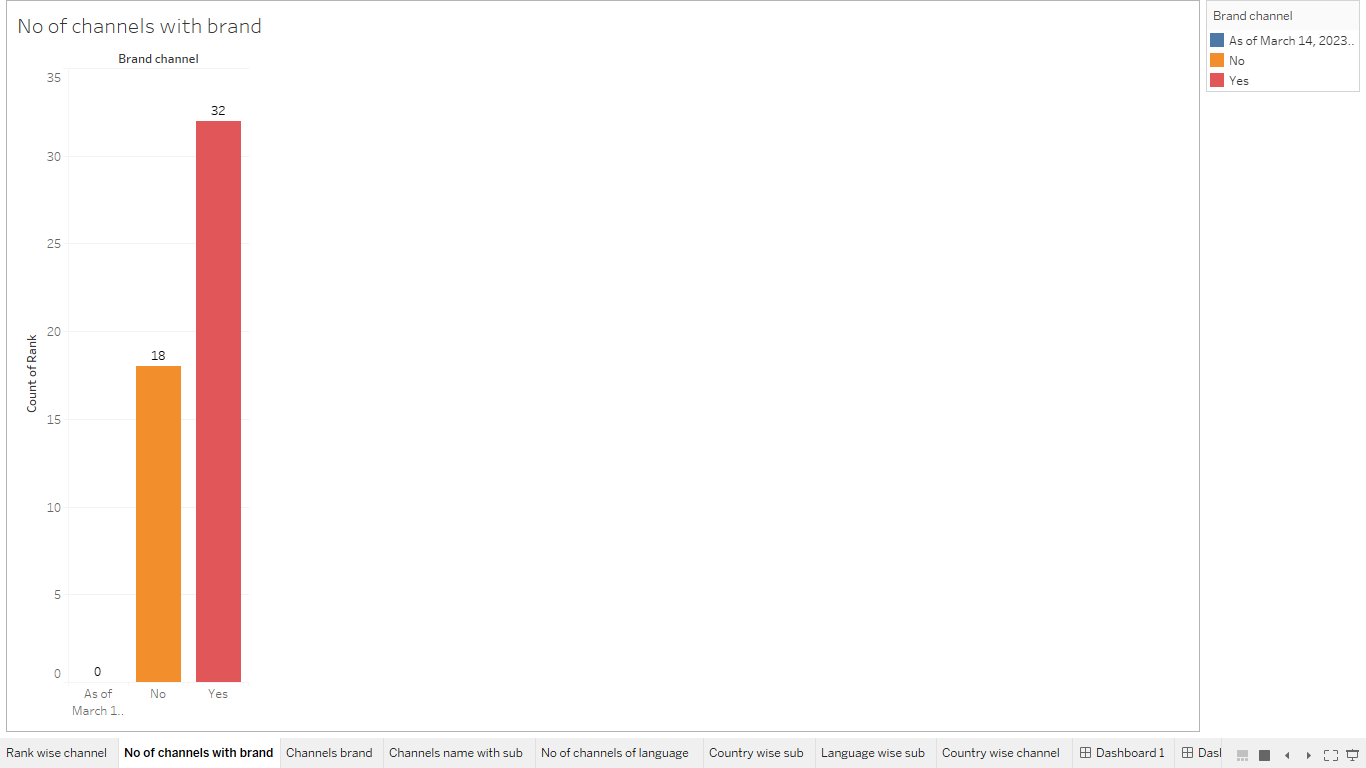 No of channels with brand
Brand channel
35
30
25
20
15
10
5
0
Count of Rank
0
18
32
As of
March 1..
No
Yes
Brand channel
As of March 14, 2023..
No
Yes
Rank wise channel
No of channels with brand
Channels brand
Channels name with sub
No of channels of language
Country wise sub
Language wise sub
Country wise channel
Dashboard 1
Dasl